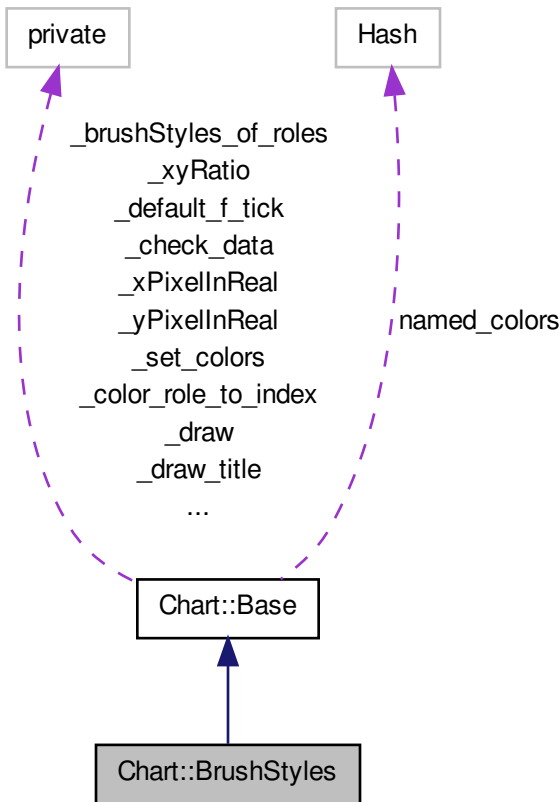 private
Hash
_brushStyles_of_roles
_xyRatio
_default_f_tick
_check_data
_xPixelInReal
_yPixelInReal
named_colors
_set_colors
_color_role_to_index
_draw
_draw_title
...
Chart::Base
Chart::BrushStyles